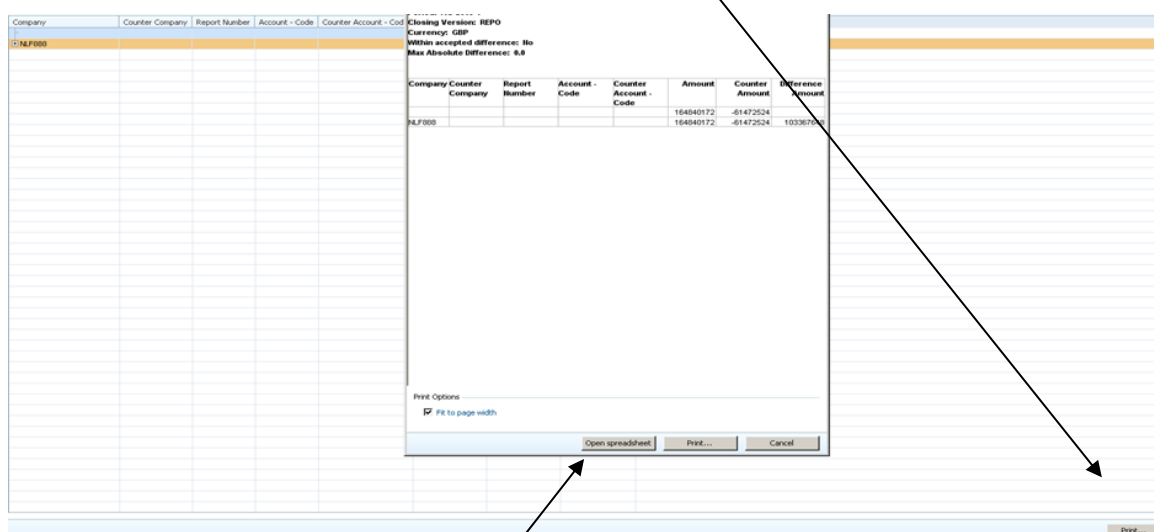 Company Counter Company Report Number Account - Code Counter Account - Cod
NLF888
Closing Version: REPO
Currency: GBP
Within accepted difference: No
Max Absolute Difference: 0.0
Company Counter Company Report Number Account - Code Counter Account - Code Amount Counter Amount Difference Amount
164840172 -61472524
NLF888 164840172 -61472524
Print Options
Fit to page width
Open spreadsheet Print... Cancel
Print...